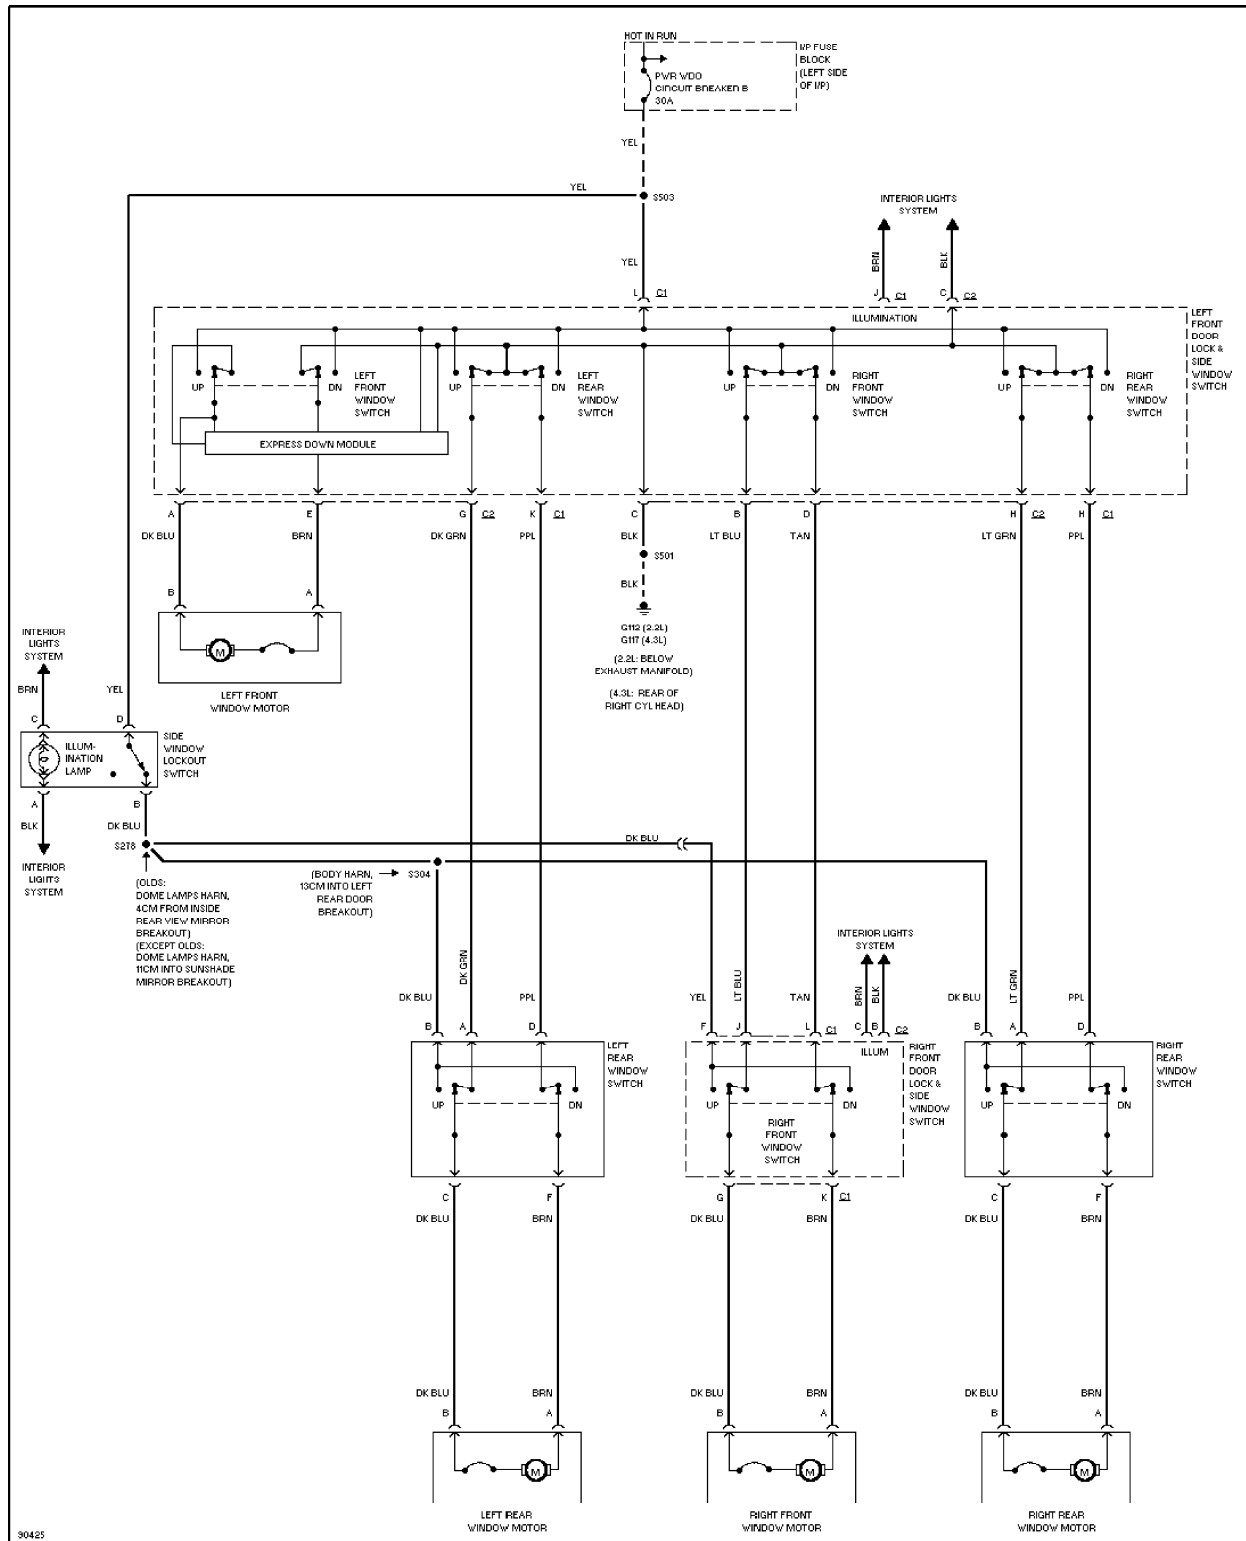 HOT IN RUN
I/P FUSE
BLOCK
(LEFT SIDE
OF I/P)
PWR WDO
CIRCUIT BREAKER B
30A
YEL
YEL
S503
INTERIOR LIGHTS
SYSTEM
YEL
BRN
BLK
L C1
J C1
C C2
ILLUMINATION
LEFT
FRONT
DOOR
LOCK &
SIDE
WINDOW
SWITCH
UP
DN
LEFT
FRONT
WINDOW
SWITCH
UP
DN
LEFT
REAR
WINDOW
SWITCH
UP
DN
RIGHT
FRONT
WINDOW
SWITCH
UP
DN
RIGHT
REAR
WINDOW
SWITCH
EXPRESS DOWN MODULE
A E G C2 K C1 C B D H C2 H C1
DK BLU BRN DK GRN PPL BLK LT BLU TAN LT GRN PPL
S501
BLK
B A
G112 (2.2L)
G117 (4.3L)
(2.2L: BELOW
EXHAUST MANIFOLD)
(4.3L: REAR OF
RIGHT CYL HEAD)
M
LEFT FRONT
WINDOW MOTOR
INTERIOR
LIGHTS
SYSTEM
BRN YEL
C D
ILLUM-
INATION
LAMP
SIDE
WINDOW
LOCKOUT
SWITCH
A B
BLK DK BLU
S278
INTERIOR
LIGHTS
SYSTEM
(OLDS:
DOME LAMPS HARN,
4CM FROM INSIDE
REAR VIEW MIRROR
BREAKOUT)
(EXCEPT OLDS:
DOME LAMPS HARN,
11CM INTO SUNSHADE
MIRROR BREAKOUT)
DK BLU
(BODY HARN,
13CM INTO LEFT
REAR DOOR
BREAKOUT)
S304
INTERIOR LIGHTS
SYSTEM
DK BLU DK GRN PPL YEL LT BLU TAN BRN BLK DK BLU LT GRN PPL
B A D F J L C1 C B C2 B A D
LEFT
REAR
WINDOW
SWITCH
UP
DN
ILLUM
RIGHT
FRONT
DOOR
LOCK &
SIDE
WINDOW
SWITCH
UP
DN
RIGHT
FRONT
WINDOW
SWITCH
RIGHT
REAR
WINDOW
SWITCH
UP
DN
C F G K C1 C F
DK BLU BRN DK BLU BRN DK BLU BRN
DK BLU BRN DK BLU BRN DK BLU BRN
B A B A B A
M M M
LEFT REAR
WINDOW MOTOR
RIGHT FRONT
WINDOW MOTOR
RIGHT REAR
WINDOW MOTOR
90425